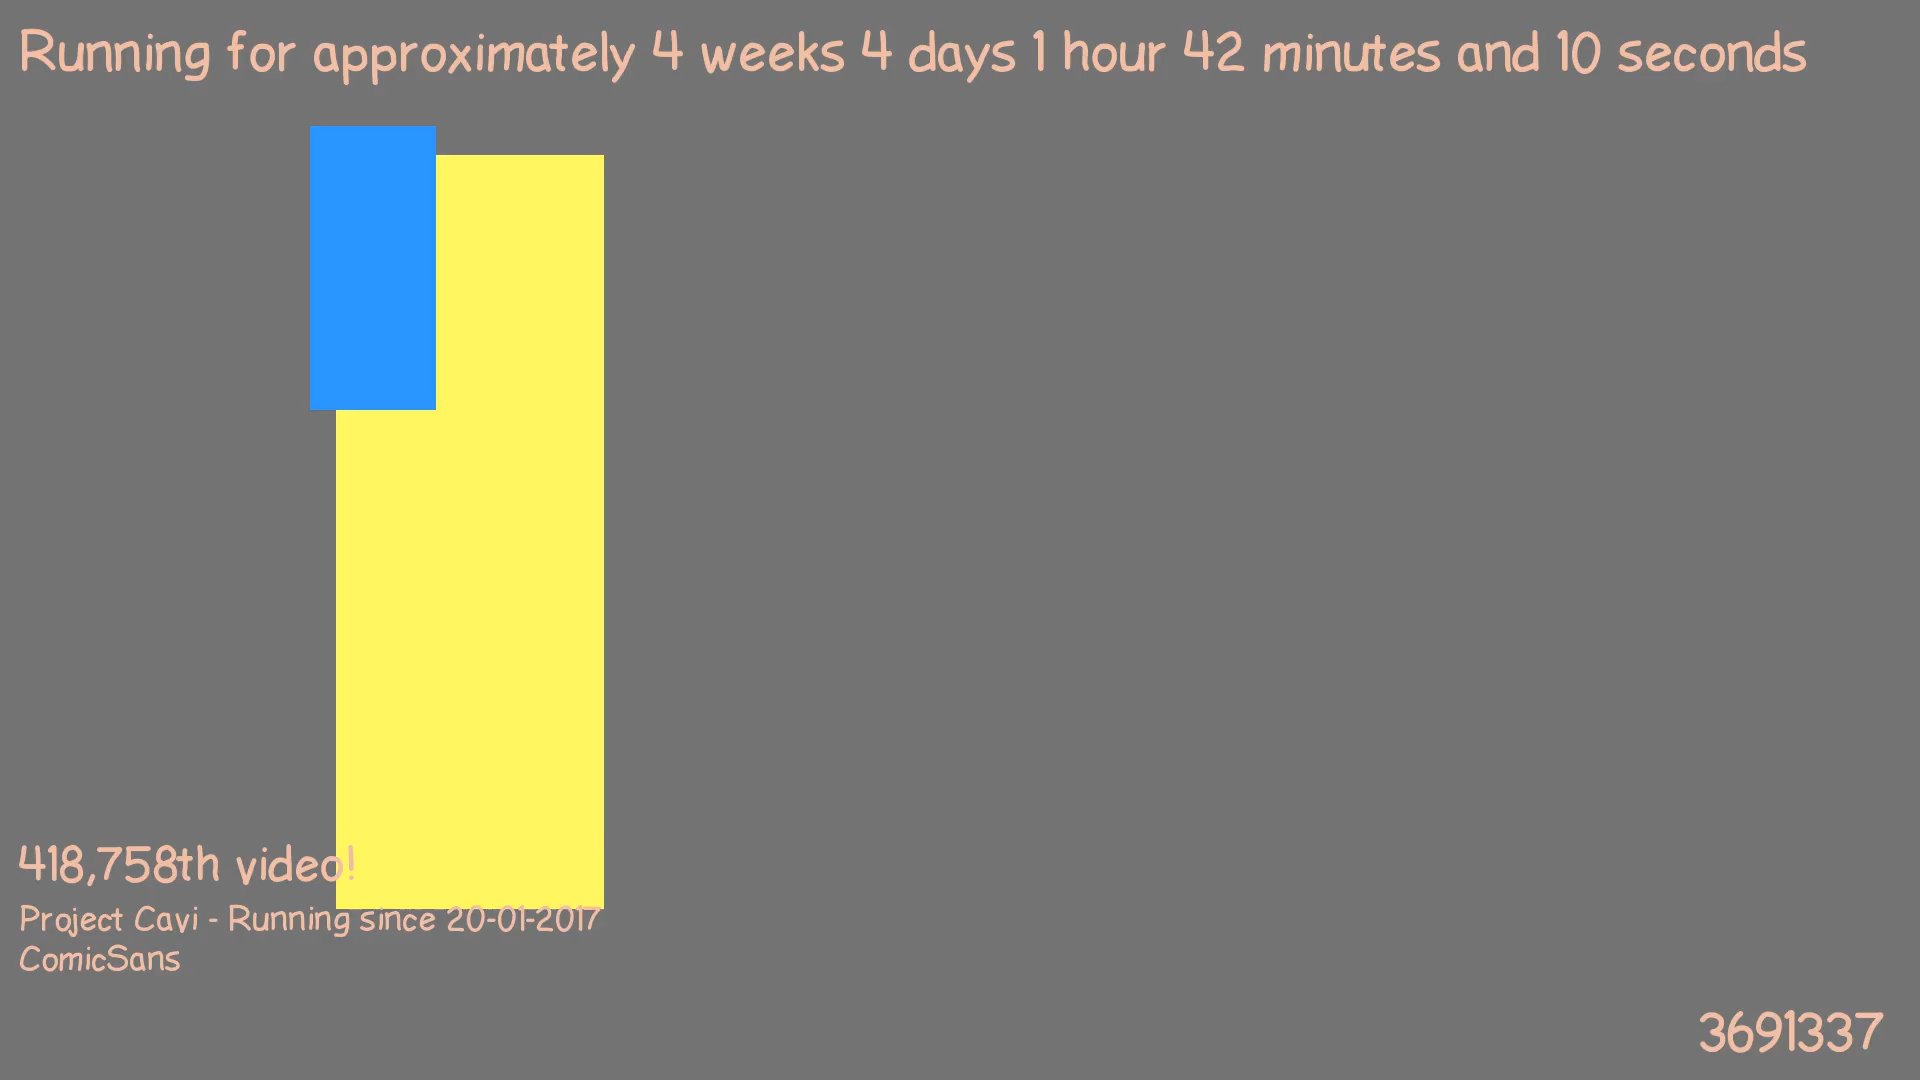 Running for approximately 4 weeks 4 days 1 hour 42 minutes and 10 seconds
418,758th video!
Project Cavi - Running since 20-01-2017
ComicSans
3691337